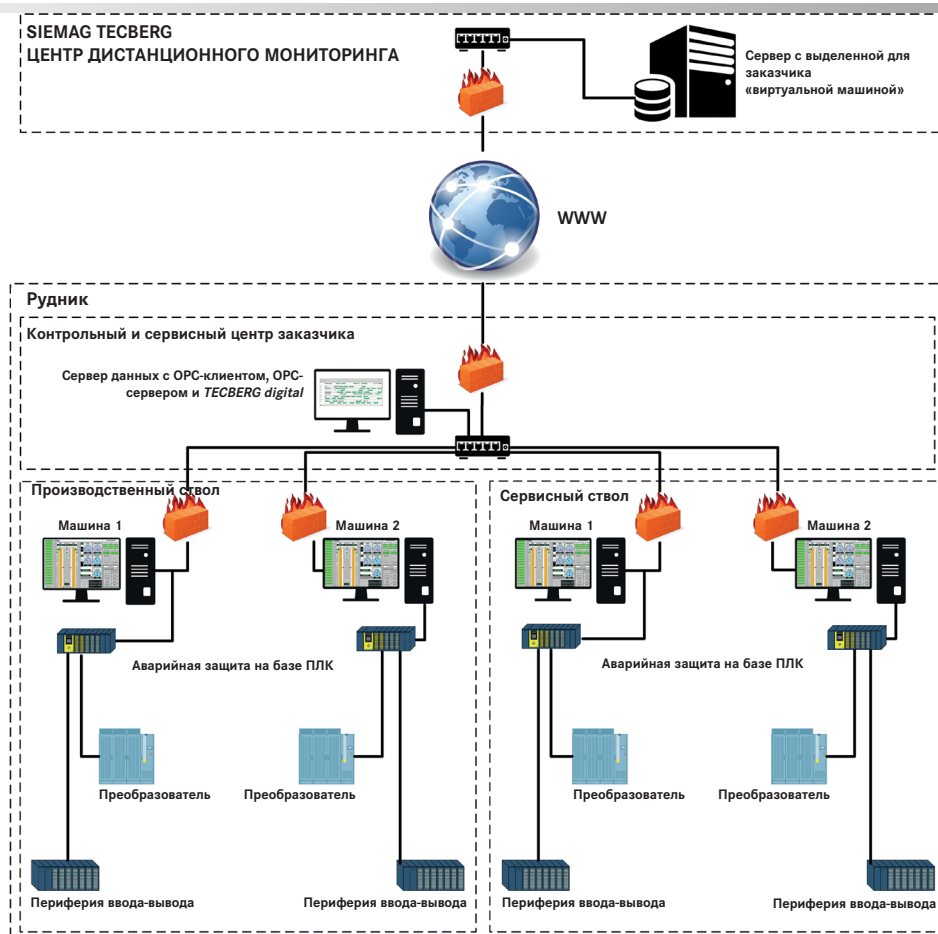 SIEMAG TECBERG
ЦЕНТР ДИСТАНЦИОННОГО МОНИТОРИНГА
Сервер с выделенной для
заказчика
«виртуальной машиной»
WWW
Рудник
Контрольный и сервисный центр заказчика
Сервер данных с OPC-клиентом, OPC-
сервером и TECBERG digital
Производственный ствол
Машина 1
Машина 2
Аварийная защита на базе ПЛК
Преобразователь
Преобразователь
Периферия ввода-вывода
Периферия ввода-вывода
Сервисный ствол
Машина 1
Машина 2
Аварийная защита на базе ПЛК
Преобразователь
Преобразователь
Периферия ввода-вывода
Периферия ввода-вывода